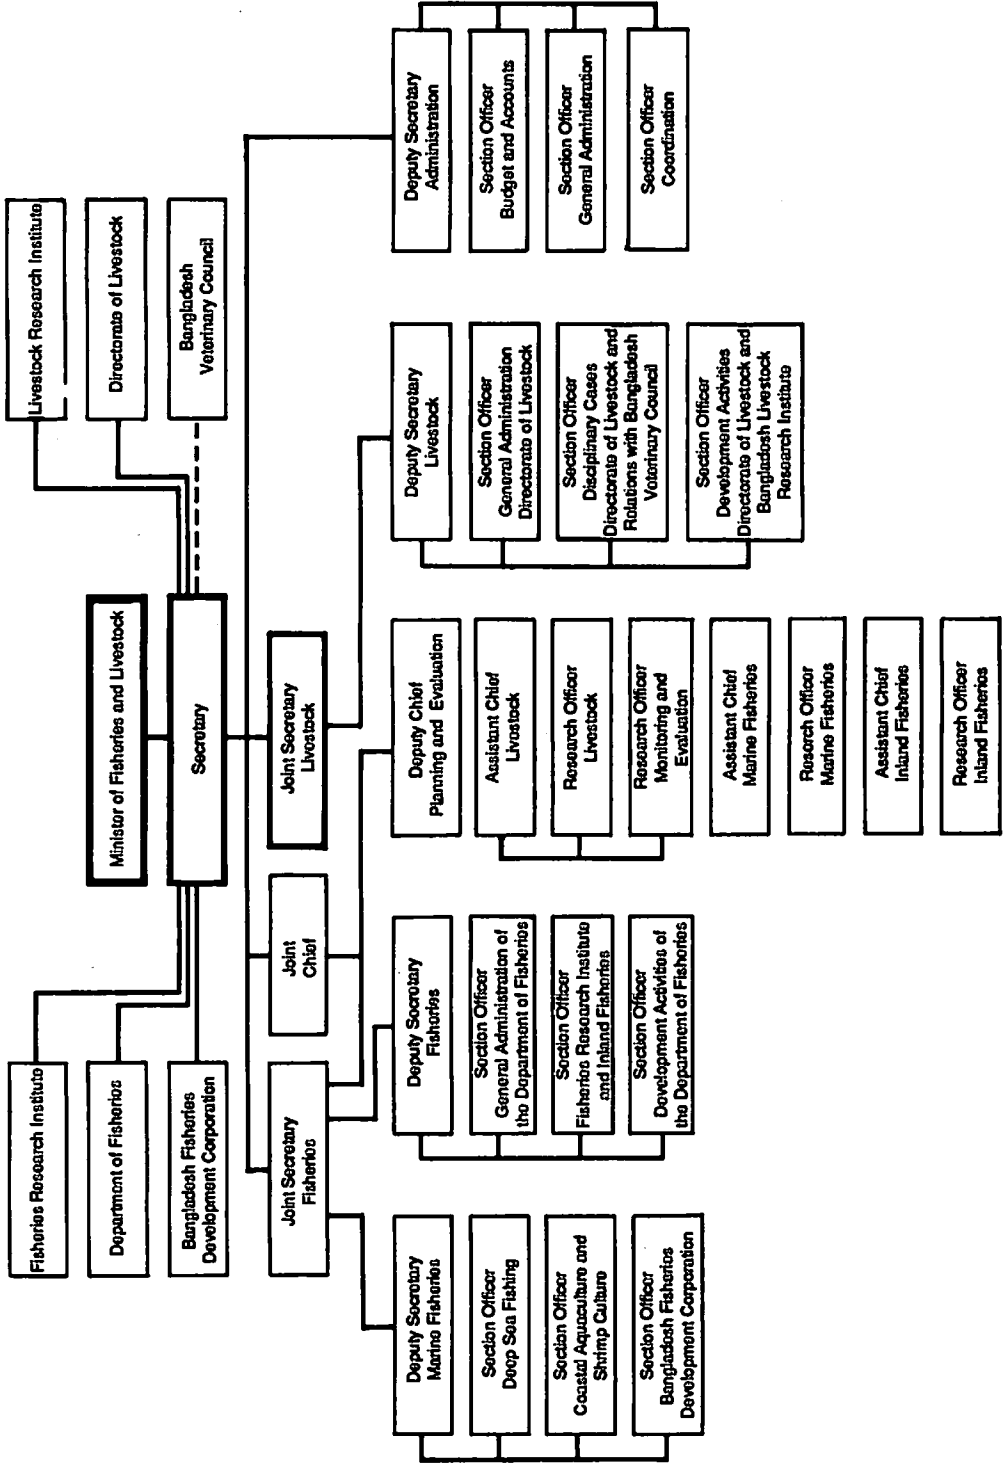 Minister of Fisheries and Livestock
Secretary
Fisheries Research Institute
Department of Fisheries
Bangladesh Fisheries
Development Corporation
Livestock Research Institute
Directorate of Livestock
Bangladesh
Veterinary Council
Joint Secretary
Fisheries
Joint
Chief
Joint Secretary
Livestock
Deputy Secretary
Marine Fisheries
Section Officer
Deep Sea Fishing
Section Officer
Coastal Aquaculture and
Shrimp Culture
Section Officer
Bangladesh Fisheries
Development Corporation
Deputy Secretary
Fisheries
Section Officer
General Administration of
the Department of Fisheries
Section Officer
Fisheries Research Institute
and Inland Fisheries
Section Officer
Development Activities of
the Department of Fisheries
Deputy Chief
Planning and Evaluation
Assistant Chief
Livestock
Research Officer
Livestock
Research Officer
Monitoring and
Evaluation
Assistant Chief
Marine Fisheries
Research Officer
Marine Fisheries
Assistant Chief
Inland Fisheries
Research Officer
Inland Fisheries
Deputy Secretary
Livestock
Section Officer
General Administration
Directorate of Livestock
Section Officer
Disciplinary Cases
Directorate of Livestock and
Relations with Bangladesh
Veterinary Council
Section Officer
Development Activities
Directorate of Livestock and
Bangladesh Livestock
Research Institute
Deputy Secretary
Administration
Section Officer
Budget and Accounts
Section Officer
General Administration
Section Officer
Coordination